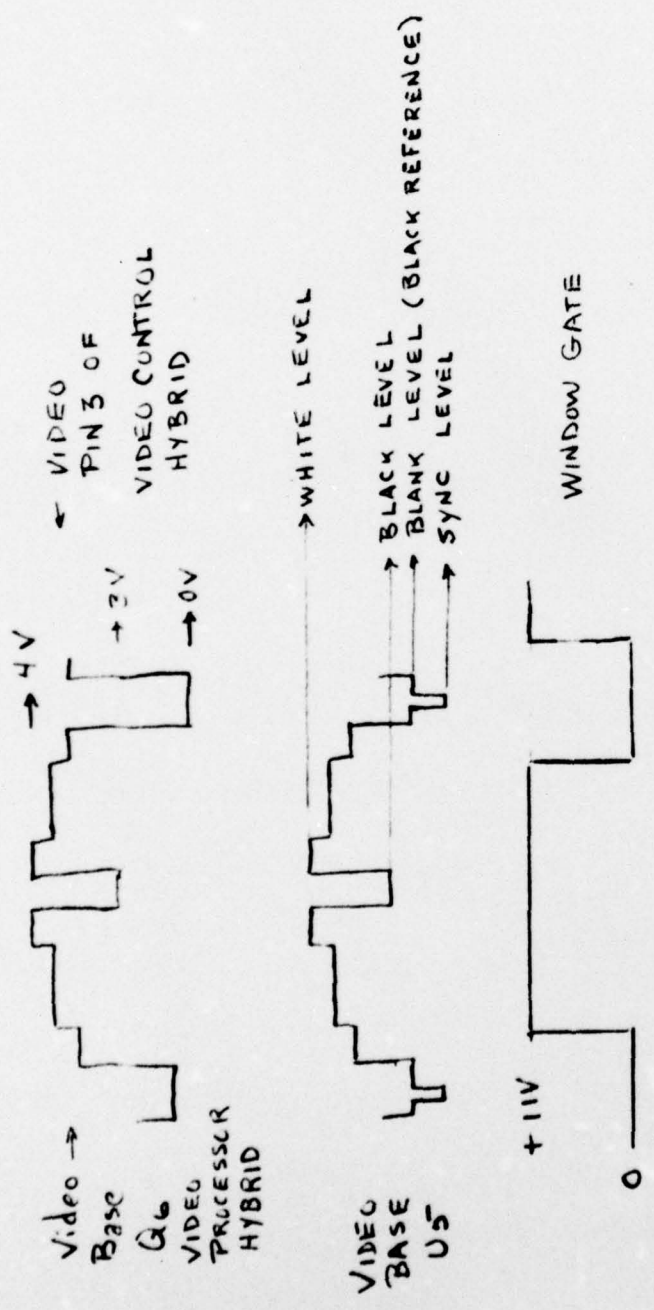 Video →
Base
Q6
VIDEO
PROCESSOR
HYBRID
→ 4 V
→ 3V
→ 0V
← VIDEO
PIN 3 OF
VIDEO CONTROL
HYBRID
VIDEO
BASE
U5
→ WHITE LEVEL
→ BLACK LEVEL
→ BLANK LEVEL (BLACK REFERENCE)
→ SYNC LEVEL
+ 11V
0
WINDOW GATE